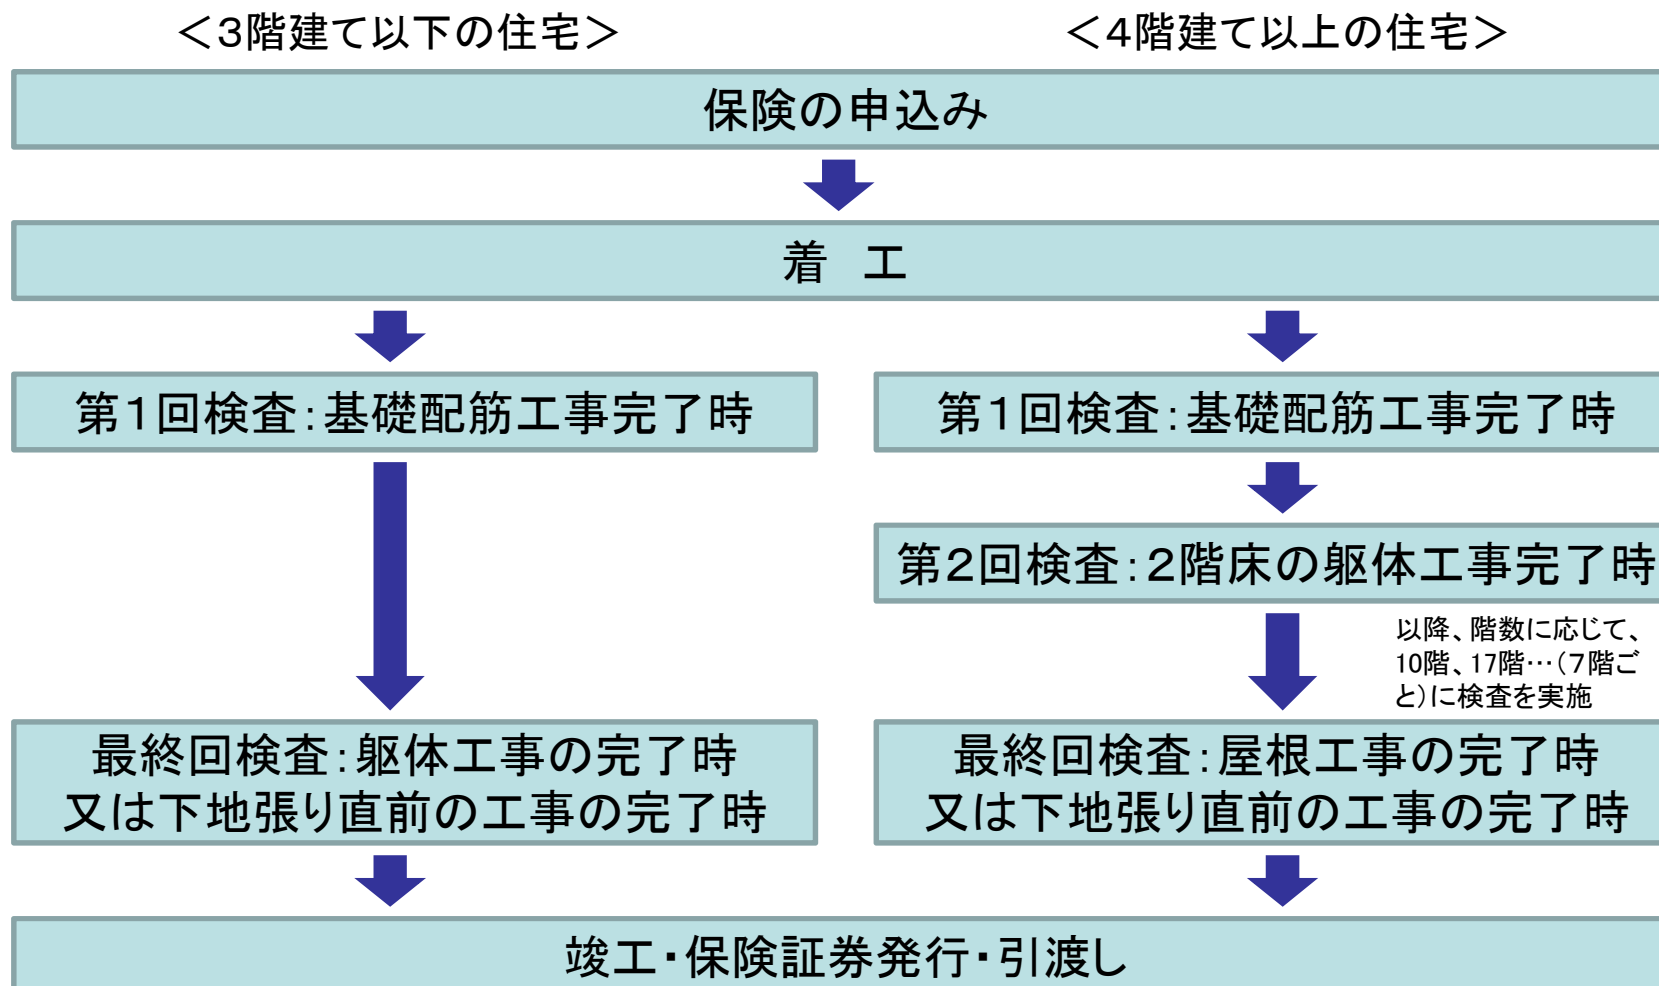 ＜３階建て以下の住宅＞
＜４階建て以上の住宅＞
保険の申込み
着　工
第１回検査：基礎配筋工事完了時
第１回検査：基礎配筋工事完了時
第２回検査：２階床の躯体工事完了時
以降、階数に応じて、
10階、17階…（７階ご
と）に検査を実施
最終回検査：躯体工事の完了時
又は下地張り直前の工事の完了時
最終回検査：屋根工事の完了時
又は下地張り直前の工事の完了時
竣工・保険証券発行・引渡し